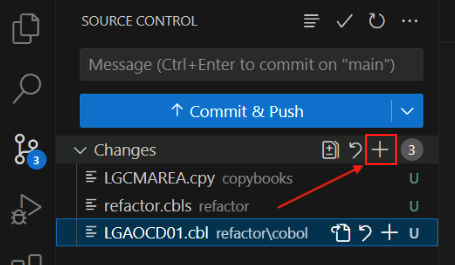 SOURCE CONTROL
Message (Ctrl+Enter to commit on "main")
Commit & Push
Changes 3
LGCMAREA.cpy copybooks U
refactor.cbls refactor U
3
LGAOCD01.cbl refactor\cobol U